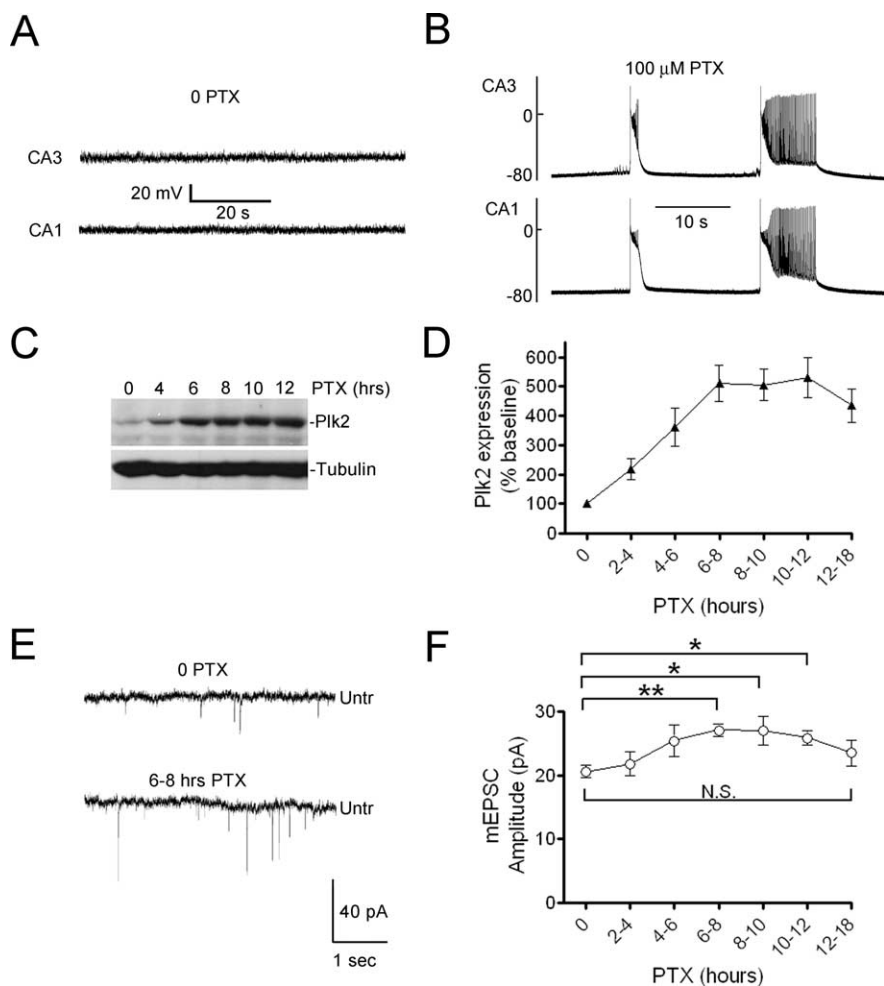 A
0 PTX
CA3
20 mV
20 s
CA1
B
100 μM PTX
CA3
0
-80
CA1
0
10 s
-80
C
0 4 6 8 10 12 PTX (hrs)
-Plk2
-Tubulin
D
Plk2 expression
(% baseline)
600
500
400
300
200
100
0
0 2-4 4-6 6-8 8-10 10-12 12-18
PTX (hours)
E
0 PTX
Untr
6-8 hrs PTX
Untr
40 pA
1 sec
F
*
*
**
mEPSC
Amplitude (pA)
30
20
10
0
N.S.
0 2-4 4-6 6-8 8-10 10-12 12-18
PTX (hours)